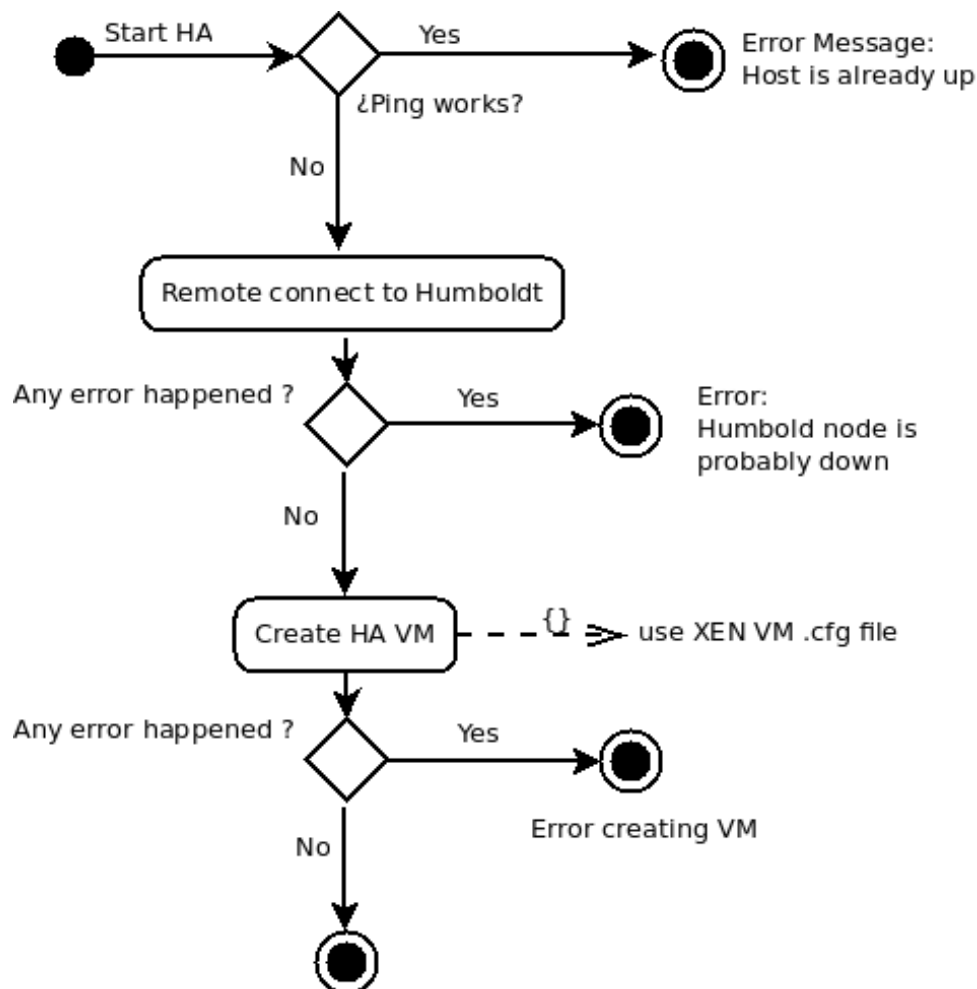 Start HA
Yes
Error Message:
Host is already up
¿Ping works?
No
Remote connect to Humboldt
Any error happened ?
Yes
Error:
Humbold node is
probably down
No
Create HA VM
{}
use XEN VM .cfg file
Any error happened ?
Yes
Error creating VM
No